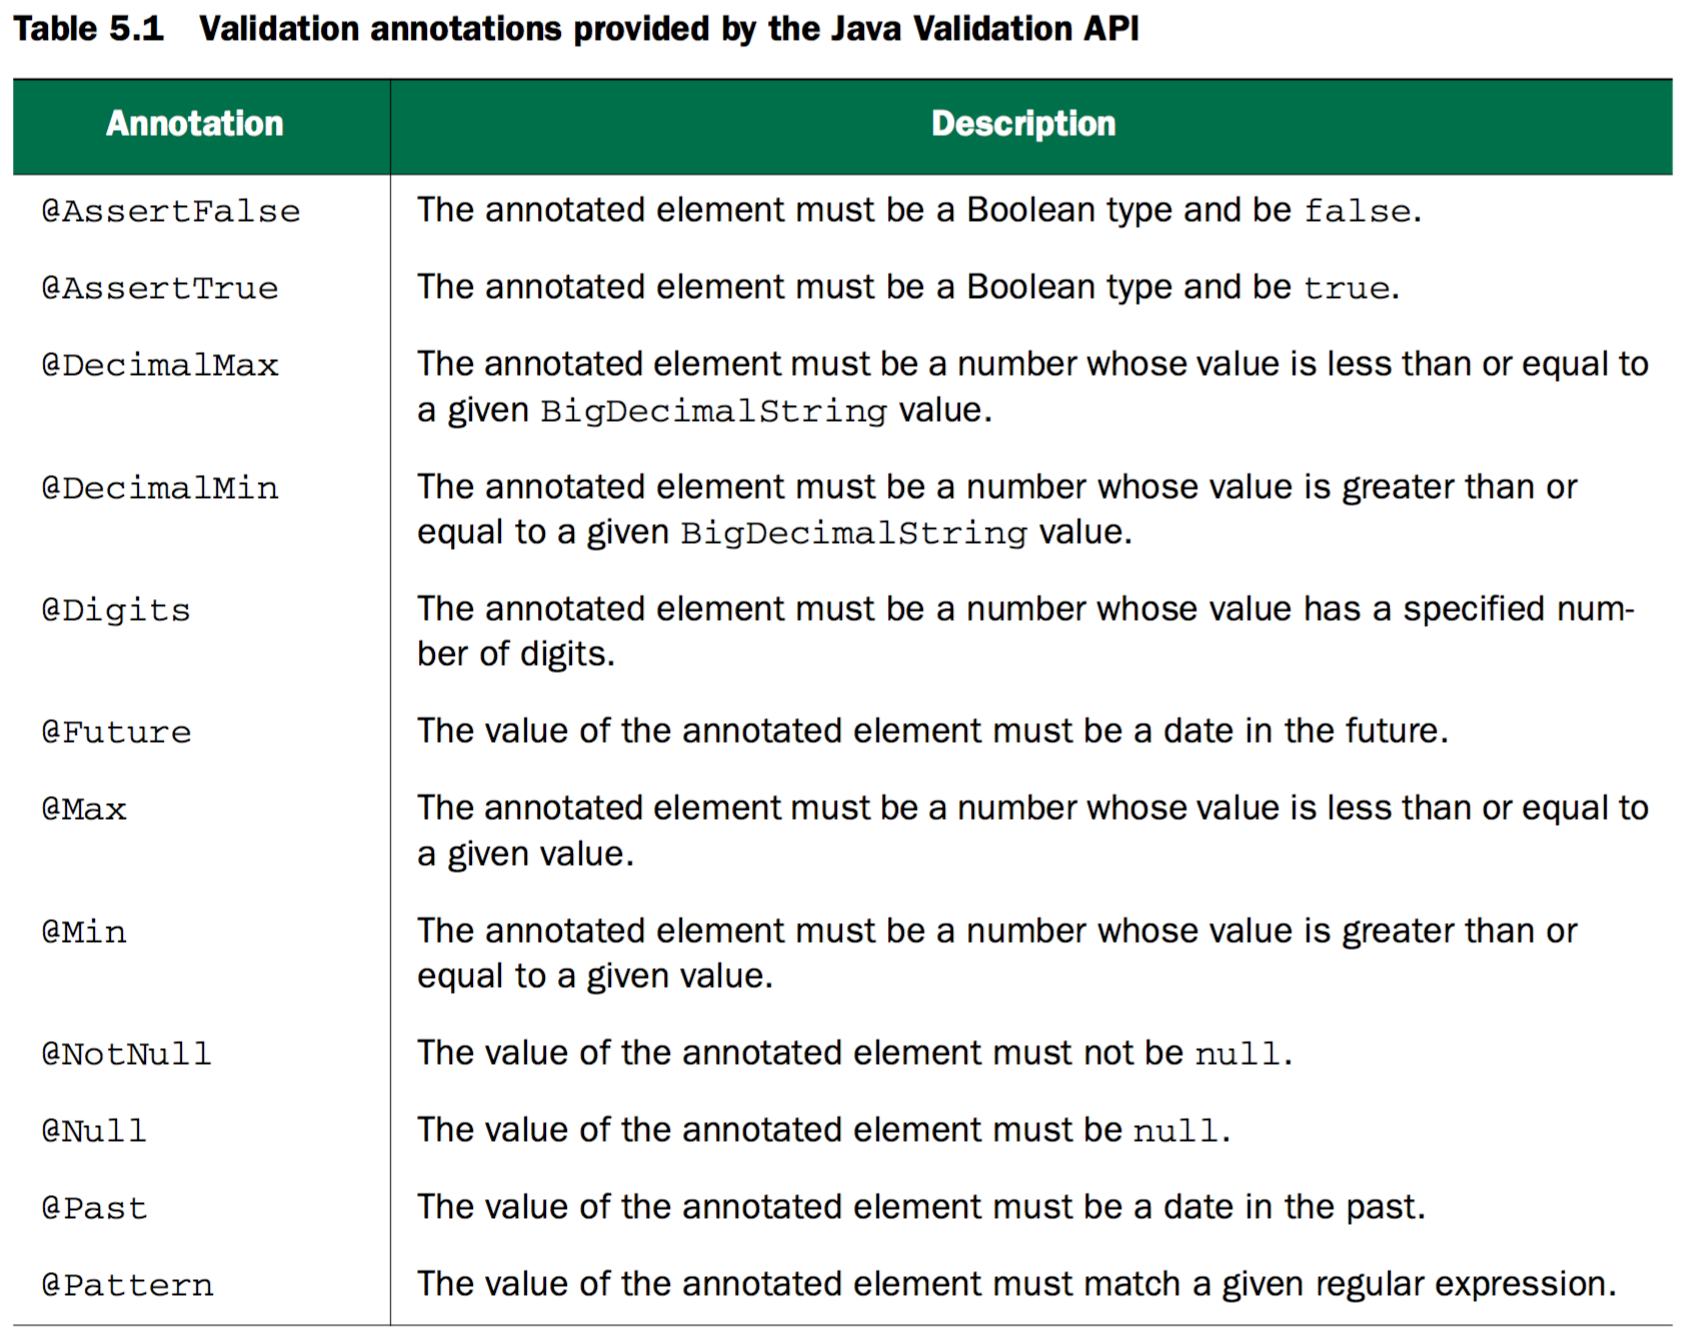 Table 5.1 Validation annotations provided by the Java Validation API
Annotation Description
@AssertFalse The annotated element must be a Boolean type and be false.
@AssertTrue The annotated element must be a Boolean type and be true.
@DecimalMax The annotated element must be a number whose value is less than or equal to
a given BigDecimalString value.
@DecimalMin The annotated element must be a number whose value is greater than or
equal to a given BigDecimalString value.
@Digits The annotated element must be a number whose value has a specified num-
ber of digits.
@Future The value of the annotated element must be a date in the future.
@Max The annotated element must be a number whose value is less than or equal to
a given value.
@Min The annotated element must be a number whose value is greater than or
equal to a given value.
@NotNull The value of the annotated element must not be null.
@Null The value of the annotated element must be null.
@Past The value of the annotated element must be a date in the past.
@Pattern The value of the annotated element must match a given regular expression.